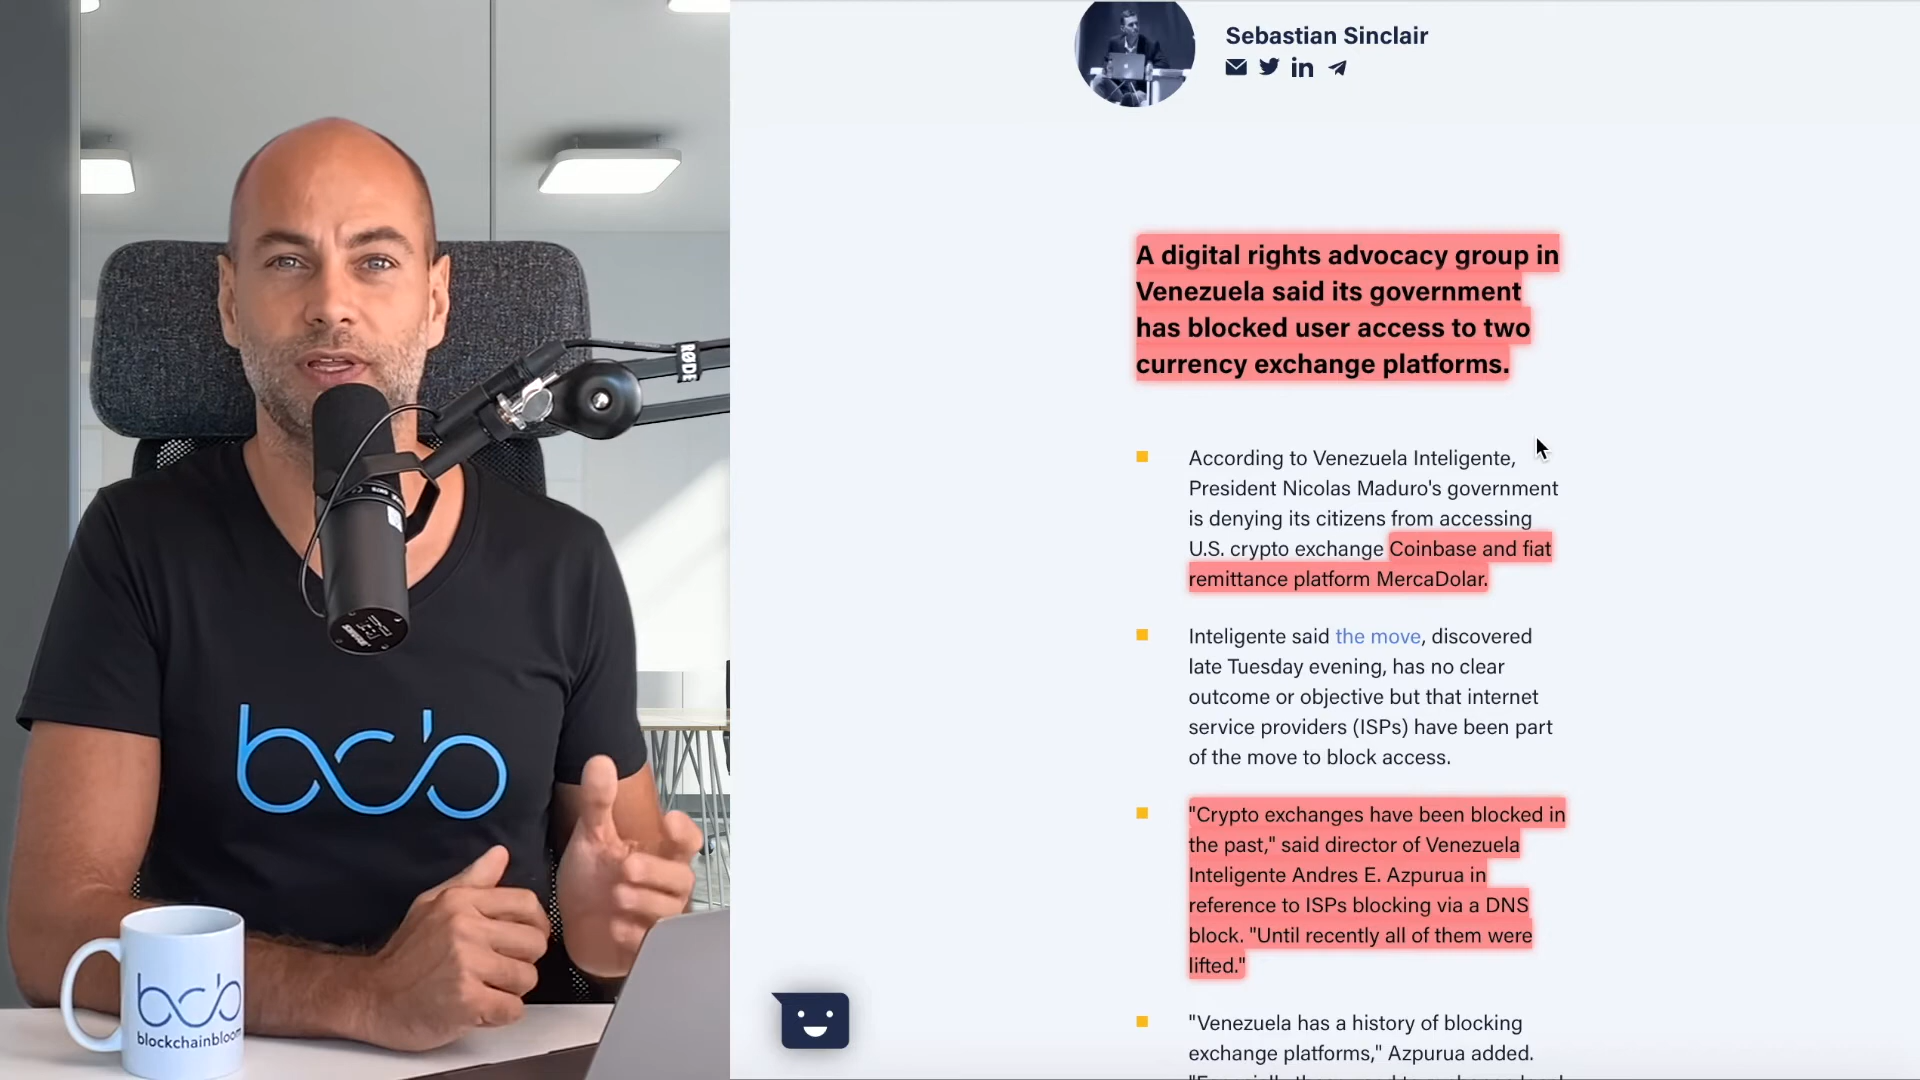 Sebastian Sinclair
A digital rights advocacy group in
Venezuela said its government
has blocked user access to two
currency exchange platforms.
According to Venezuela Inteligente,
President Nicolas Maduro's government
is denying its citizens from accessing
U.S. crypto exchange Coinbase and fiat
remittance platform MercaDolar.
Inteligente said the move, discovered
late Tuesday evening, has no clear
outcome or objective but that internet
service providers (ISPs) have been part
of the move to block access.
"Crypto exchanges have been blocked in
the past," said director of Venezuela
Inteligente Andres E. Azpurua in
reference to ISPs blocking via a DNS
block. "Until recently all of them were
lifted."
"Venezuela has a history of blocking
exchange platforms," Azpurua added.
RØDE
bcb
bcb
blockchainbloom